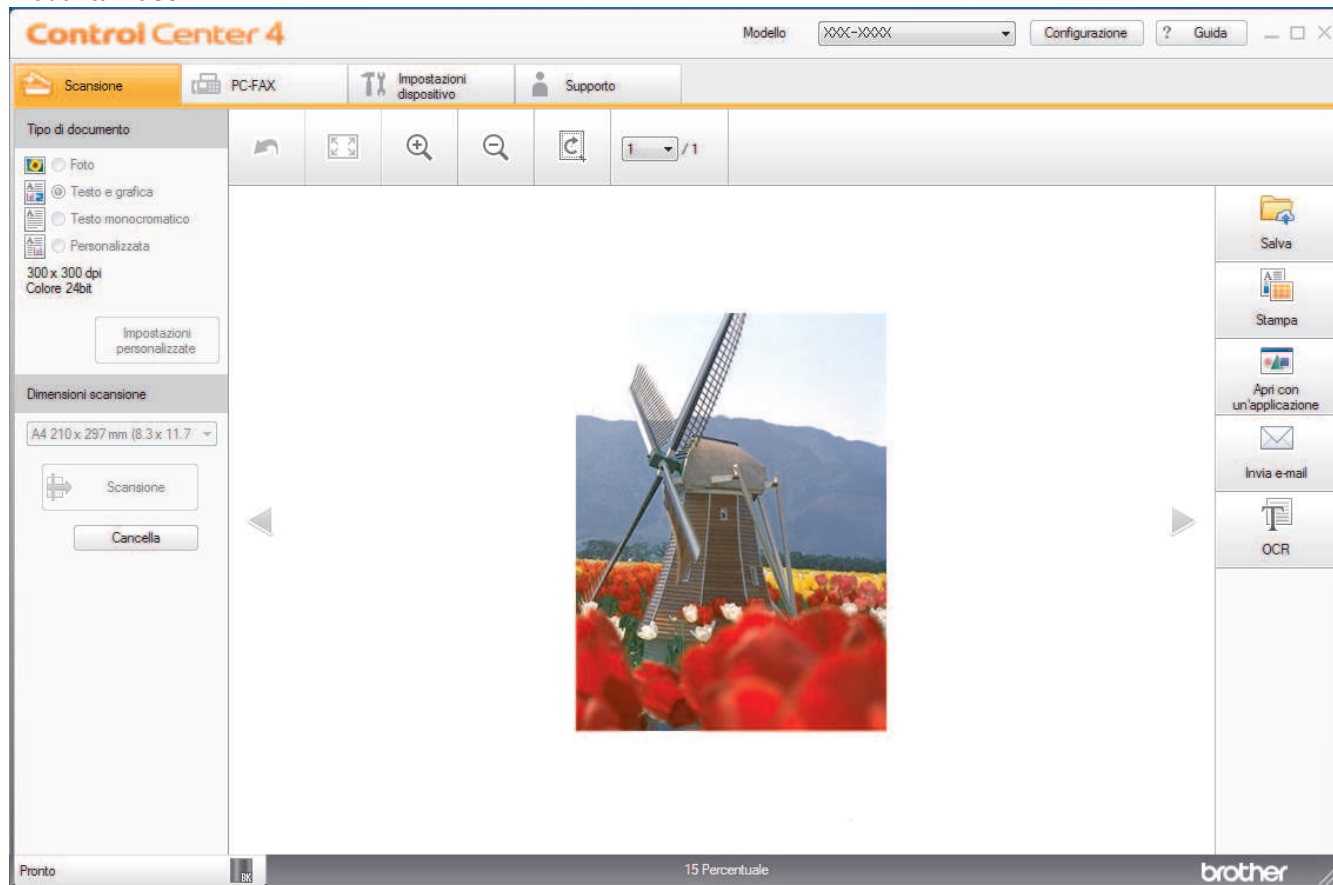 Control Center 4
Modello
XXX-XXXX
Configurazione
? Guida
Scansione
PC-FAX
Impostazioni
dispositivo
Supporto
Tipo di documento
Foto
Testo e grafica
Testo monocromatico
Personalizzata
300 x 300 dpi
Colore 24bit
Impostazioni
personalizzate
Dimensioni scansione
A4 210 x 297 mm (8.3 x 11.7
Scansione
Cancella
1 / 1
Salva
Stampa
Apri con
un'applicazione
Invia e-mail
OCR
Pronto
BK
15 Percentuale
brother